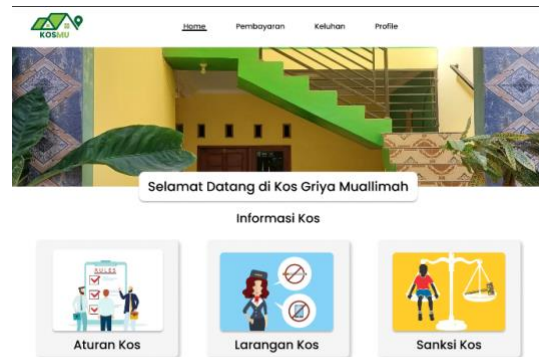 KOSMU
Home Pembayaran Keluhan Profile
Selamat Datang di Kos Griya Muallimah
Informasi Kos
RULES
Aturan Kos Larangan Kos Sanksi Kos